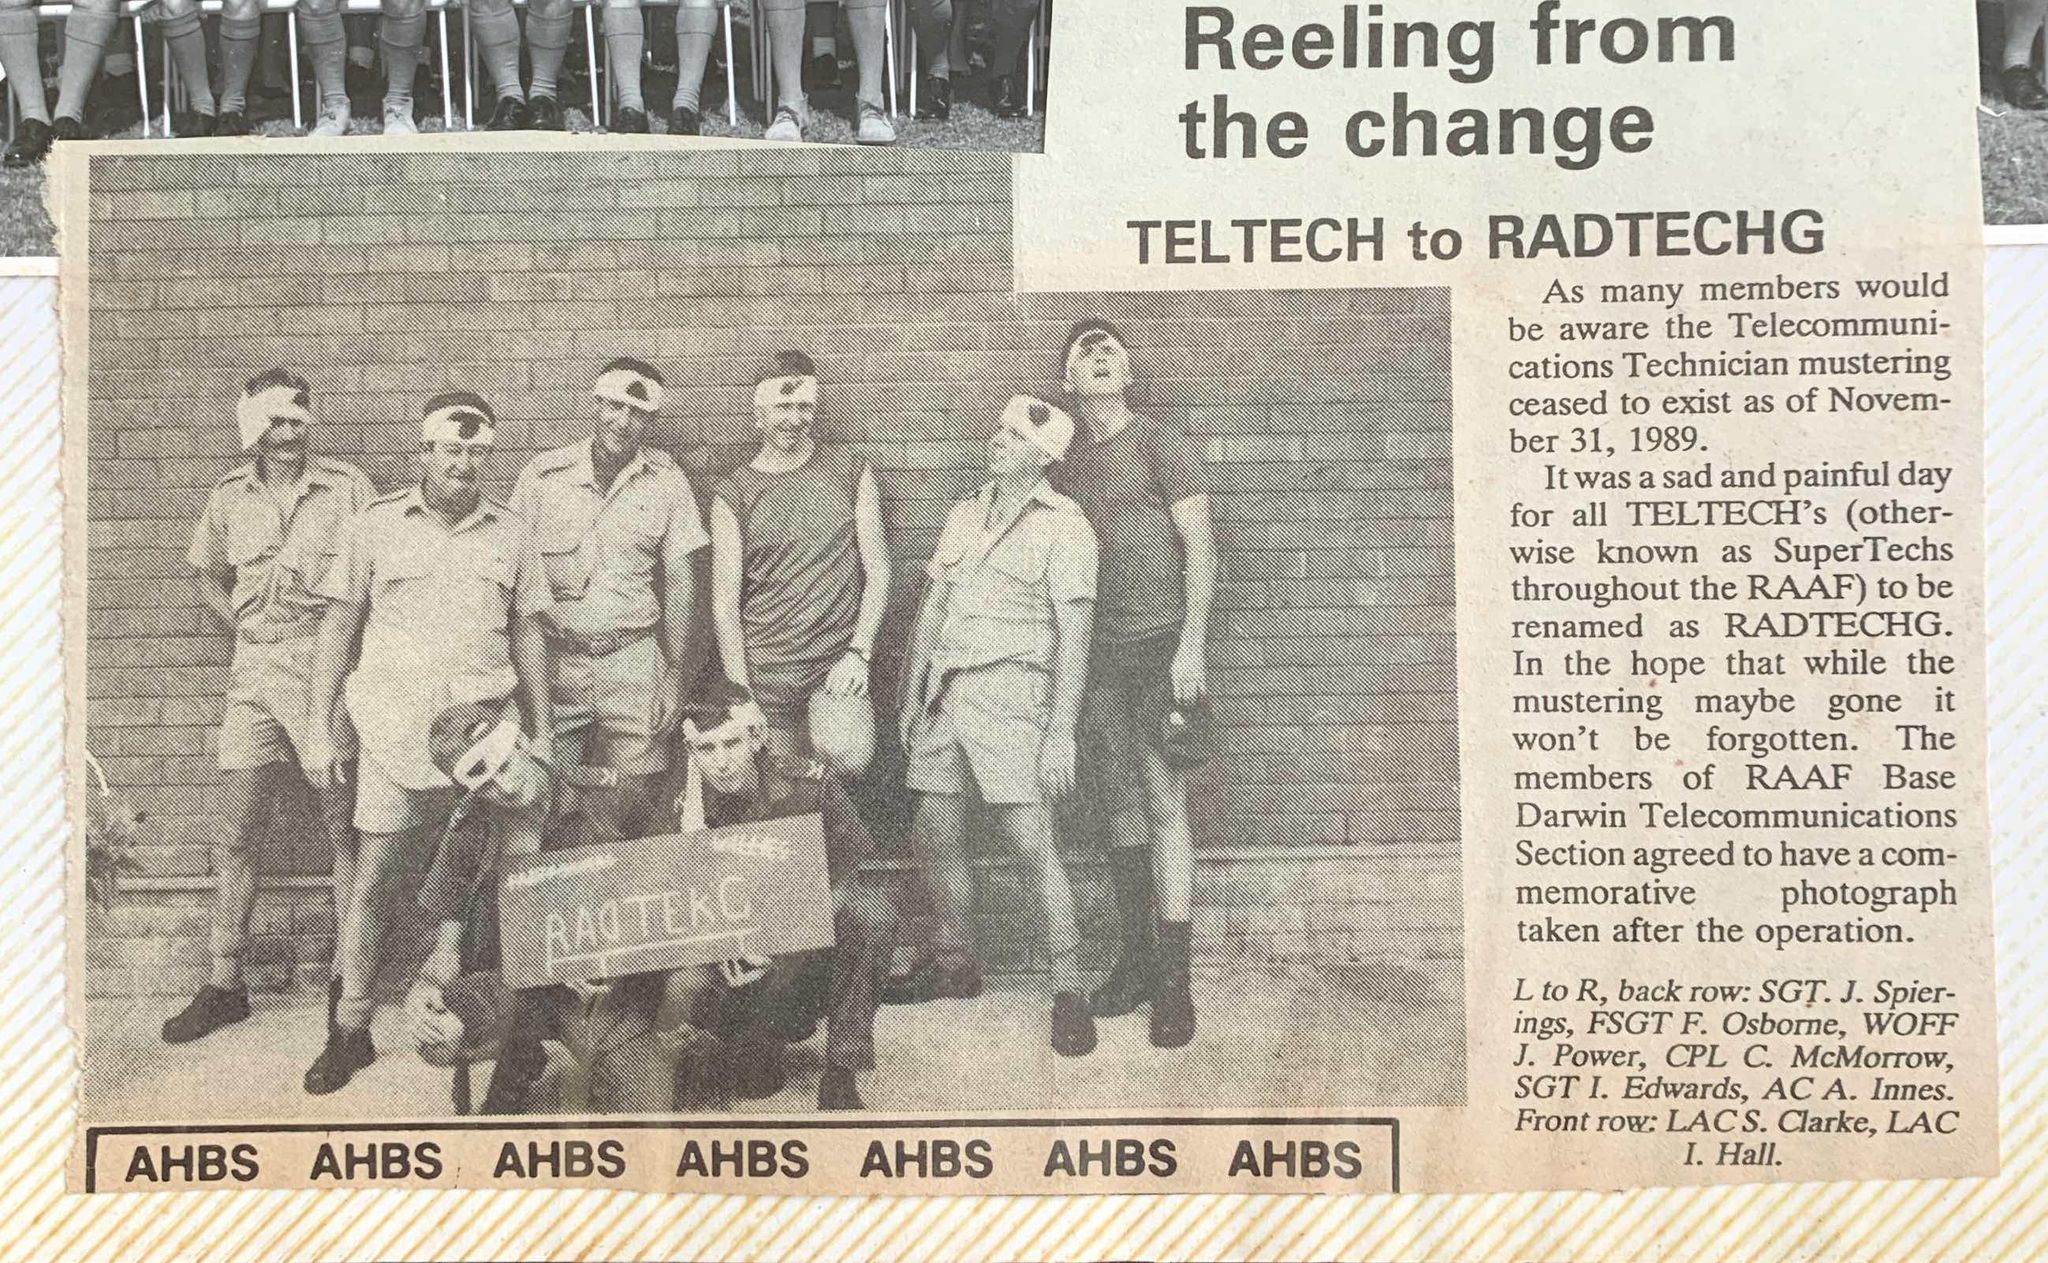 Reeling from
the change
TELTECH to RADTECHG
As many members would
be aware the Telecommuni-
cations Technician mustering
ceased to exist as of Novem-
ber 31, 1989.
It was a sad and painful day
for all TELTECH's (other-
wise known as SuperTechs
throughout the RAAF) to be
renamed as RADTECHG.
In the hope that while the
mustering maybe gone it
won't be forgotten. The
members of RAAF Base
Darwin Telecommunications
Section agreed to have a com-
memorative photograph
taken after the operation.
L to R, back row: SGT. J. Spier-
ings, FSGT F. Osborne, WOFF
J. Power, CPL C. McMorrow,
SGT I. Edwards, AC A. Innes.
Front row: LAC S. Clarke, LAC
I. Hall.
RADTEKG
AHBS AHBS AHBS AHBS AHBS AHBS AHBS